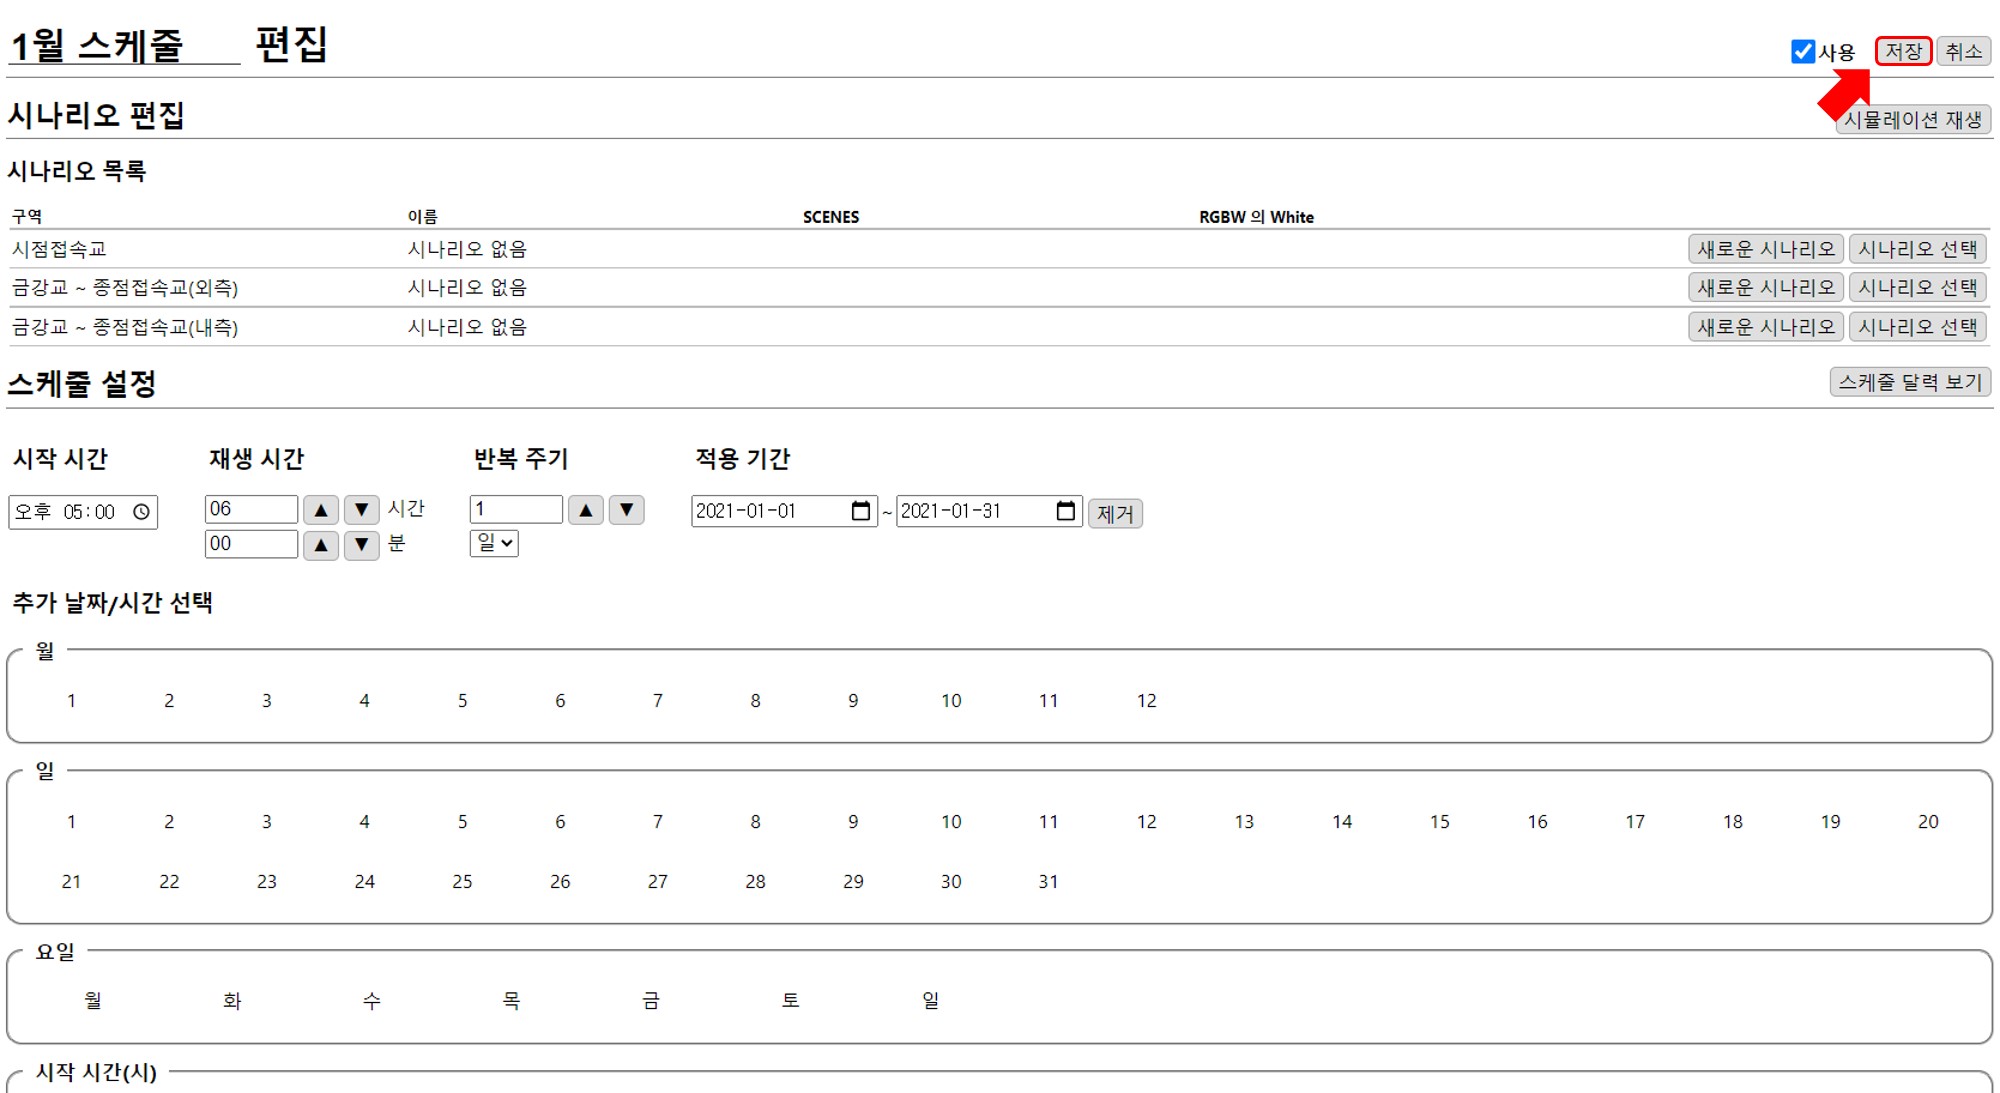 1월 스케줄 편집
사용 저장 취소
시나리오 편집
시뮬레이션 재생
시나리오 목록
구역 이름 SCENES RGBW 의 White
시점접속교 시나리오 없음 새로운 시나리오 시나리오 선택
금강교 ~ 종점접속교(외측) 시나리오 없음 새로운 시나리오 시나리오 선택
금강교 ~ 종점접속교(내측) 시나리오 없음 새로운 시나리오 시나리오 선택
스케줄 설정 스케줄 달력 보기
시작 시간 재생 시간 반복 주기 적용 기간
오후 05:00 06 ▲ ▼ 시간 1 ▲ ▼ 2021-01-01 ~ 2021-01-31 제거
00 ▲ ▼ 분 일
추가 날짜/시간 선택
월
1 2 3 4 5 6 7 8 9 10 11 12
일
1 2 3 4 5 6 7 8 9 10 11 12 13 14 15 16 17 18 19 20
21 22 23 24 25 26 27 28 29 30 31
요일
월 화 수 목 금 토 일
시작 시간(시)